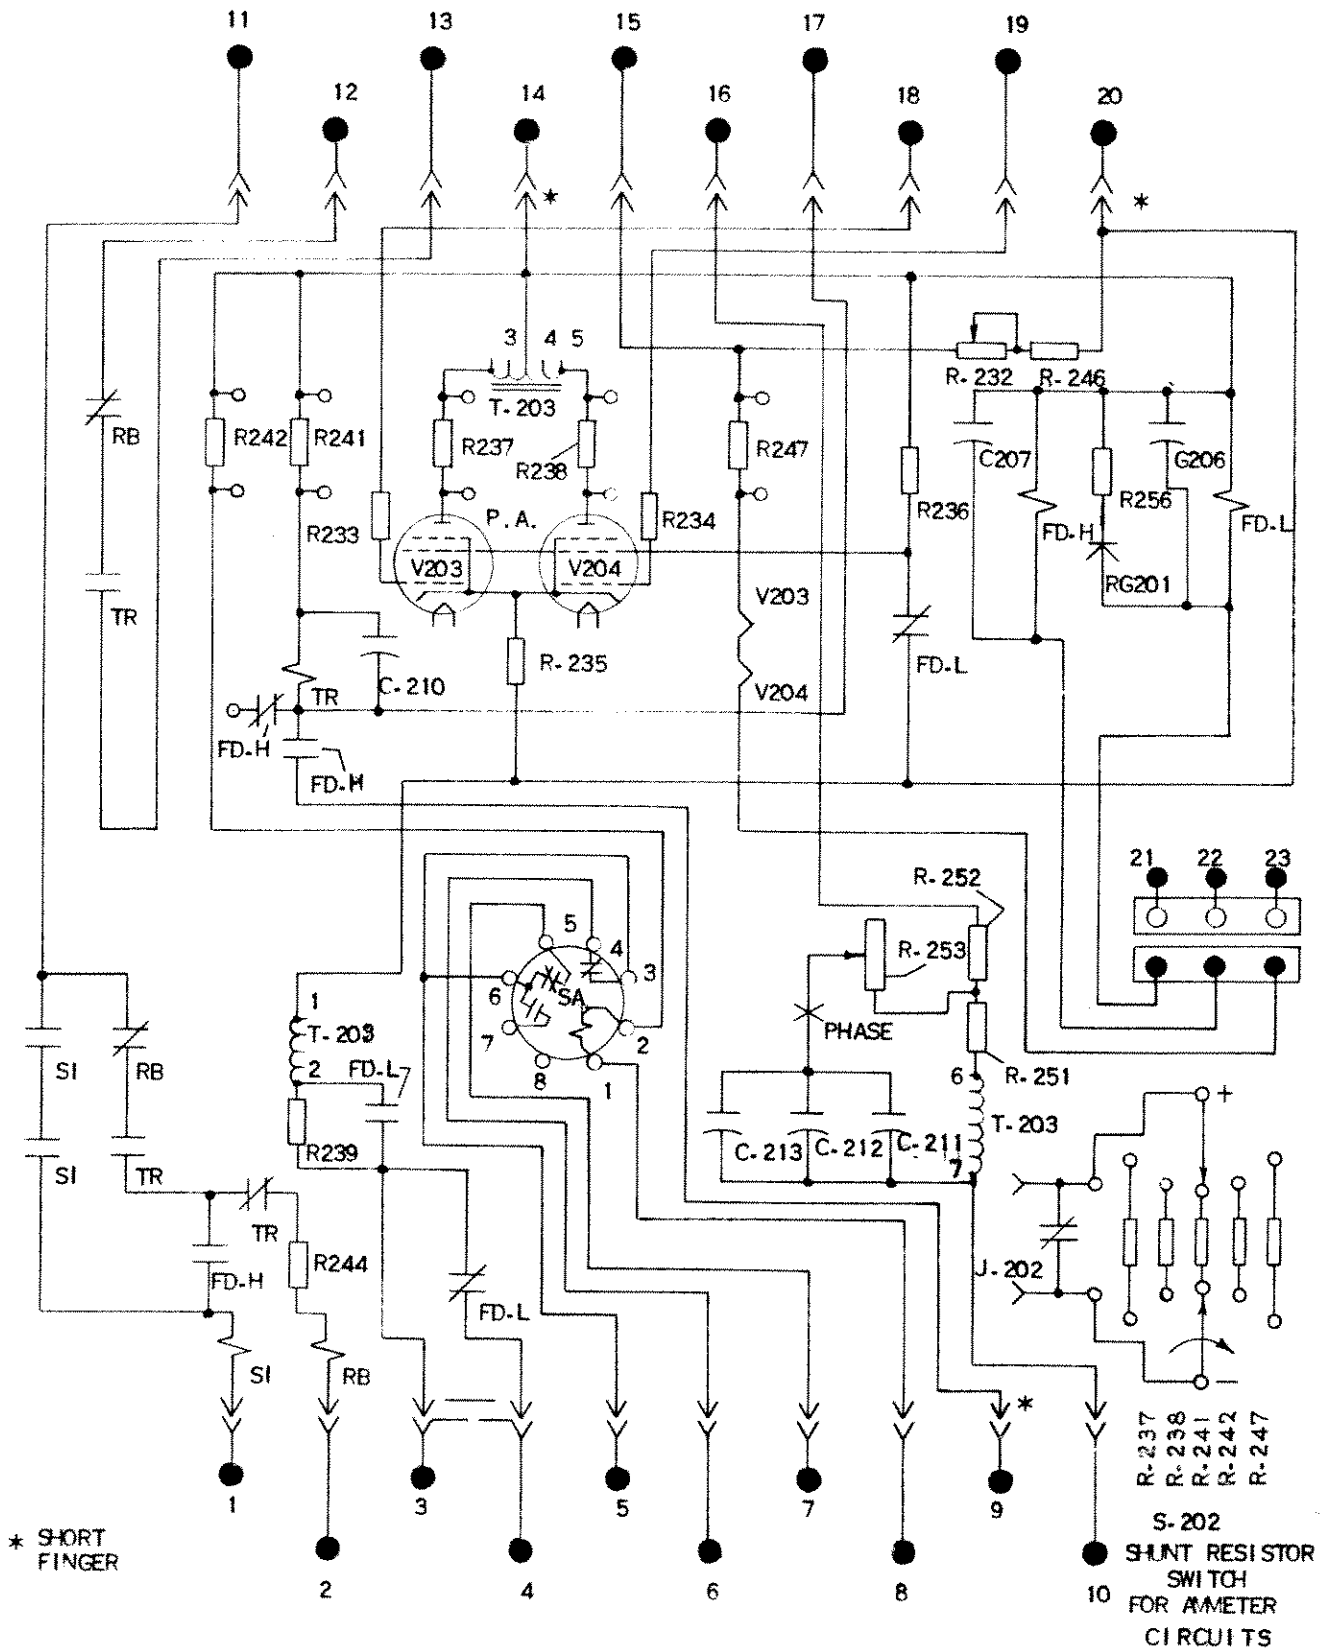 11
13
15
17
19
12
14
16
18
20
*
*
3
4
5
T-203
R-232
R-246
RB
R242
R241
R237
R238
R247
C207
G206
R233
P.A.
R234
R236
FD-H
R256
FD-L
V203
V204
RG201
TR
V203
R-235
FD-L
TR
C-210
V204
FD-H
FD-H
21
22
23
R-252
5
4
3
R-253
6
SA
1
T-203
7
2
PHASE
SI
RB
2
FD-L
8
1
6
R-251
T-203
+
R239
C-213
C-212
C-211
7
SI
TR
TR
R244
FD-H
J-202
FD-L
SI
RB
*
–
R-237
R-238
R-241
R-242
R-247
1
3
5
7
9
S-202
* SHORT
FINGER
SHUNT RESISTOR
SWITCH
FOR AMMETER
CIRCUITS
2
4
6
8
10